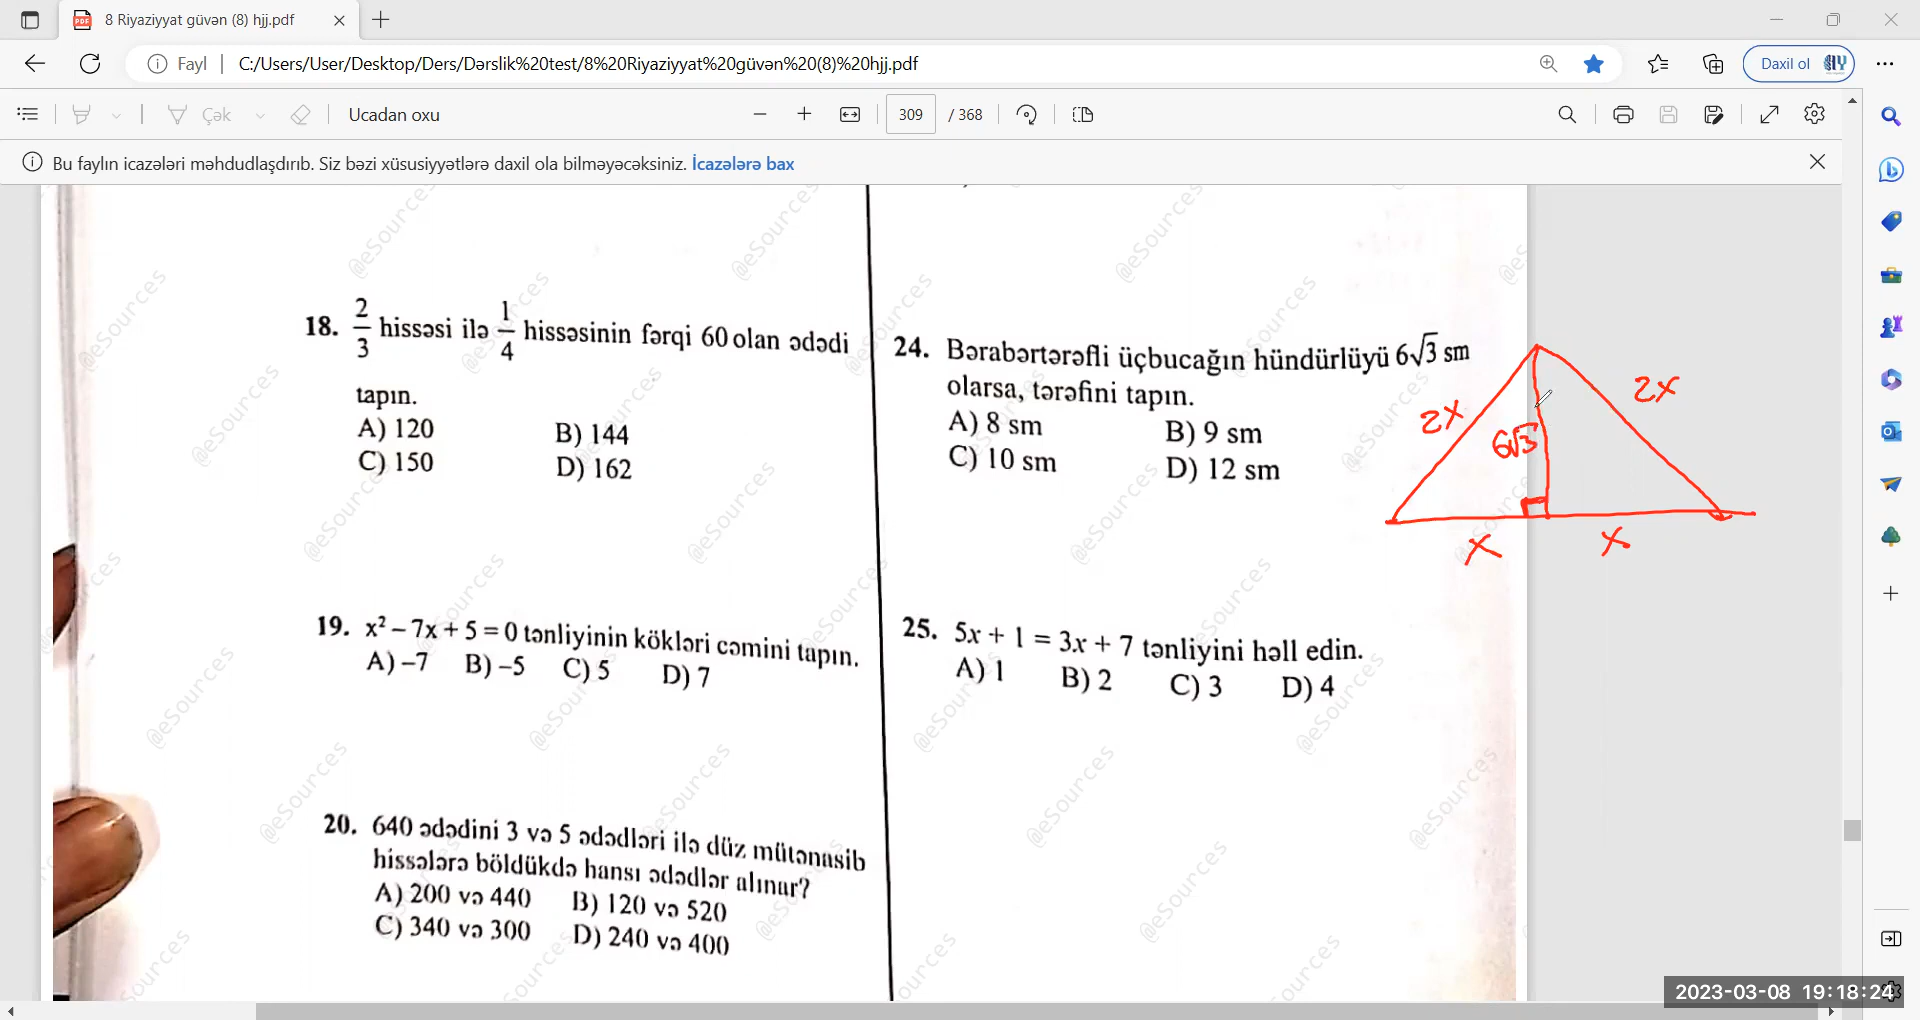 8 Riyaziyyat güvən (8) hjj.pdf
Fayl
C:/Users/User/Desktop/Ders/Dərslik%20test/8%20Riyaziyyat%20güvən%20(8)%20hjj.pdf
Daxil ol
Çək
Ucadan oxu
309 / 368
Bu faylın icazələri məhdudlaşdırıb. Siz bəzi xüsusiyyətlərə daxil ola bilməyəcəksiniz. İcazələrə bax
18. 2/3 hissəsi ilə 1/4 hissəsinin fərqi 60 olan ədədi
tapın.
A) 120 B) 144
C) 150 D) 162
19. x² – 7x + 5 = 0 tənliyinin kökləri cəmini tapın.
A) –7 B) –5 C) 5 D) 7
20. 640 ədədini 3 və 5 ədədləri ilə düz mütənasib
hissələrə böldükdə hansı ədədlər alınır?
A) 200 və 440 B) 120 və 520
C) 340 və 300 D) 240 və 400
24. Bərabərtərəfli üçbucağın hündürlüyü 6√3 sm
olarsa, tərəfini tapın.
A) 8 sm B) 9 sm
C) 10 sm D) 12 sm
25. 5x + 1 = 3x + 7 tənliyini həll edin.
A) 1 B) 2 C) 3 D) 4
2x 2x
6√3
x x
@eSources
2023-03-08 19:18:24